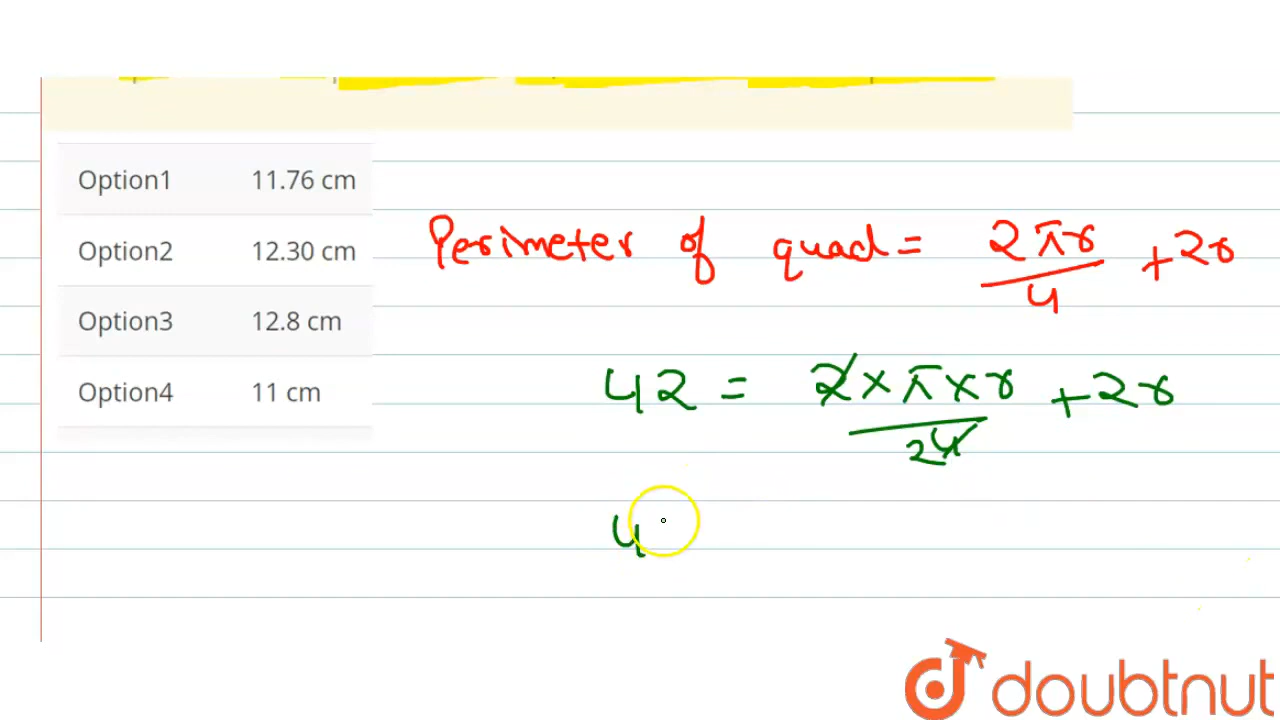 Option1 11.76 cm
Option2 12.30 cm
Option3 12.8 cm
Option4 11 cm
Perimeter of quad = 2πr/4 + 2r
42 = 2×π×r/24 + 2r
4
doubtnut